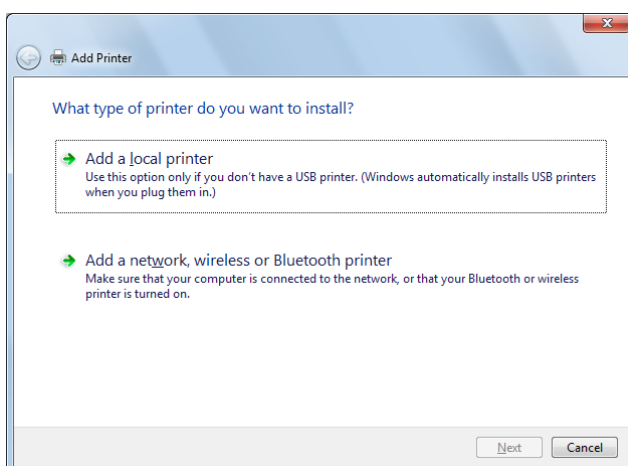 Add Printer
What type of printer do you want to install?
Add a local printer
Use this option only if you don't have a USB printer. (Windows automatically installs USB printers
when you plug them in.)
Add a network, wireless or Bluetooth printer
Make sure that your computer is connected to the network, or that your Bluetooth or wireless
printer is turned on.
Next Cancel